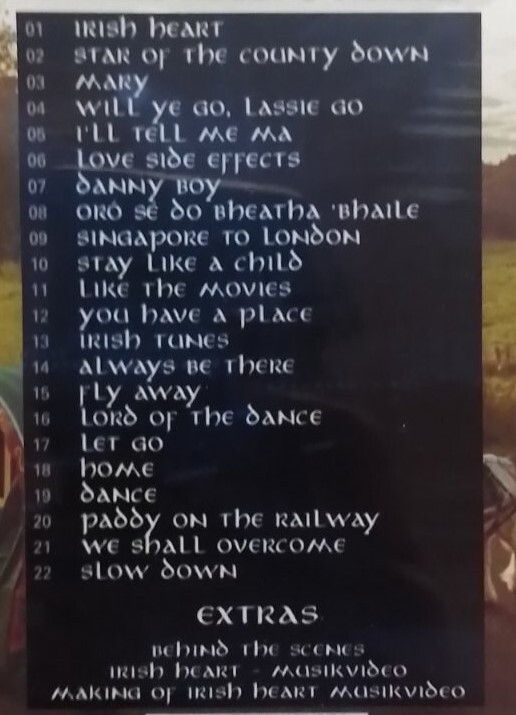 01 IRISH HEART
02 STAR OF THE COUNTY DOWN
03 MARY
04 WILL YE GO, LASSIE GO
05 I'LL TELL ME MA
06 LOVE SIDE EFFECTS
07 DANNY BOY
08 ORÓ SÉ DO BHEATHA 'BHAILE
09 SINGAPORE TO LONDON
10 STAY LIKE A CHILD
11 LIKE THE MOVIES
12 YOU HAVE A PLACE
13 IRISH TUNES
14 ALWAYS BE THERE
15 FLY AWAY
16 LORD OF THE DANCE
17 LET GO
18 HOME
19 DANCE
20 PADDY ON THE RAILWAY
21 WE SHALL OVERCOME
22 SLOW DOWN
EXTRAS
BEHIND THE SCENES
IRISH HEART - MUSIKVIDEO
MAKING OF IRISH HEART MUSIKVIDEO